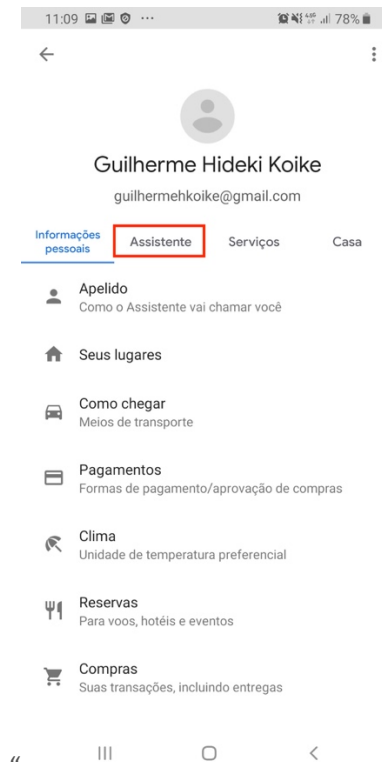 11:09 ... 78%
Guilherme Hideki Koike
guilhermehkoike@gmail.com
Informações
pessoais
Assistente
Serviços
Casa
Apelido
Como o Assistente vai chamar você
Seus lugares
Como chegar
Meios de transporte
Pagamentos
Formas de pagamento/aprovação de compras
Clima
Unidade de temperatura preferencial
Reservas
Para voos, hotéis e eventos
Compras
Suas transações, incluindo entregas
“